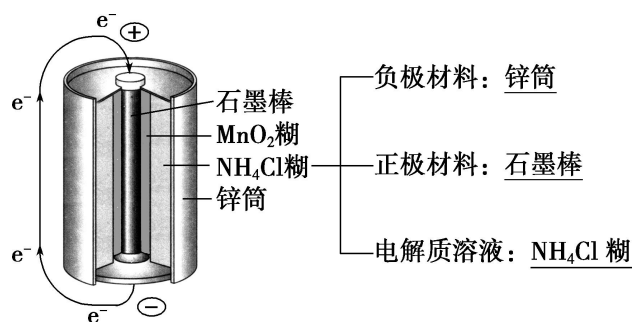 e⁻
+
e⁻
石墨棒
MnO₂糊
NH₄Cl糊
锌筒
e⁻
e⁻
−
负极材料：锌筒
正极材料：石墨棒
电解质溶液：NH₄Cl 糊